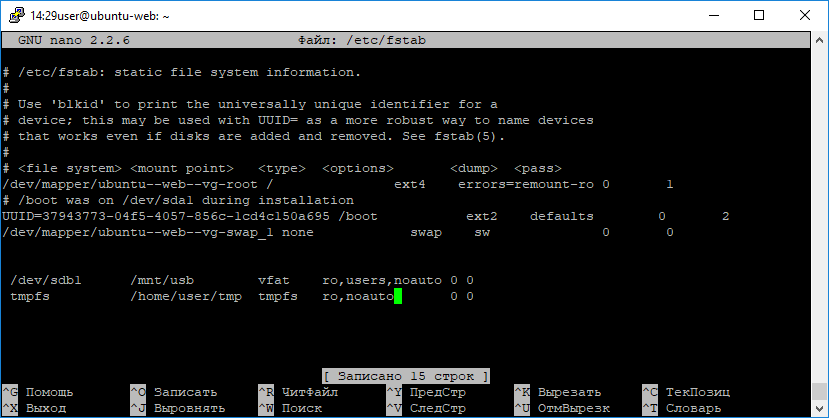 14:29user@ubuntu-web: ~
GNU nano 2.2.6 Файл: /etc/fstab
# /etc/fstab: static file system information.
#
# Use 'blkid' to print the universally unique identifier for a
# device; this may be used with UUID= as a more robust way to name devices
# that works even if disks are added and removed. See fstab(5).
#
# <file system> <mount point> <type> <options> <dump> <pass>
/dev/mapper/ubuntu--web--vg-root / ext4 errors=remount-ro 0 1
# /boot was on /dev/sda1 during installation
UUID=37943773-04f5-4057-856c-1cd4c150a695 /boot ext2 defaults 0 2
/dev/mapper/ubuntu--web--vg-swap_1 none swap sw 0 0
/dev/sdb1 /mnt/usb vfat ro,users,noauto 0 0
tmpfs /home/user/tmp tmpfs ro,noauto 0 0
[ Записано 15 строк ]
^G Помощь ^O Записать ^R ЧитФайл ^Y ПредСтр ^K Вырезать ^C ТекПозиц
^X Выход ^J Выровнять ^W Поиск ^V СледСтр ^U ОтмВырезк ^T Словарь